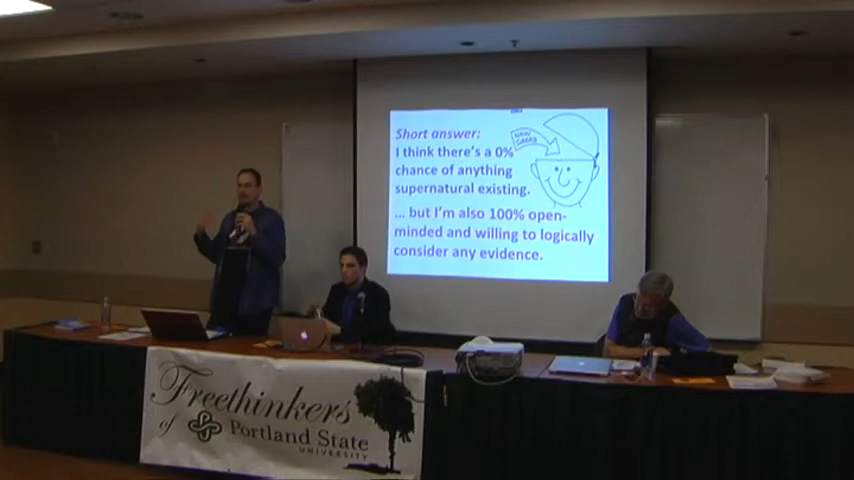 Short answer:
I think there's a 0%
chance of anything
supernatural existing.
... but I'm also 100% open-
minded and willing to logically
consider any evidence.
NEW
Freethinkers
of Portland State
UNIVERSITY